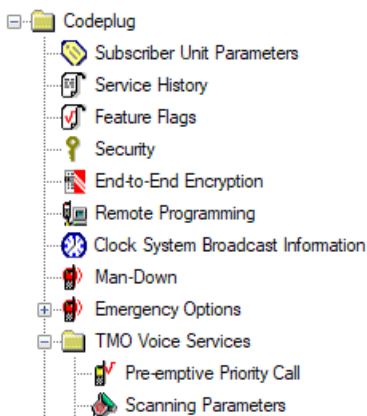 Codeplug
Subscriber Unit Parameters
Service History
Feature Flags
Security
End-to-End Encryption
Remote Programming
Clock System Broadcast Information
Man-Down
Emergency Options
TMO Voice Services
Pre-emptive Priority Call
Scanning Parameters